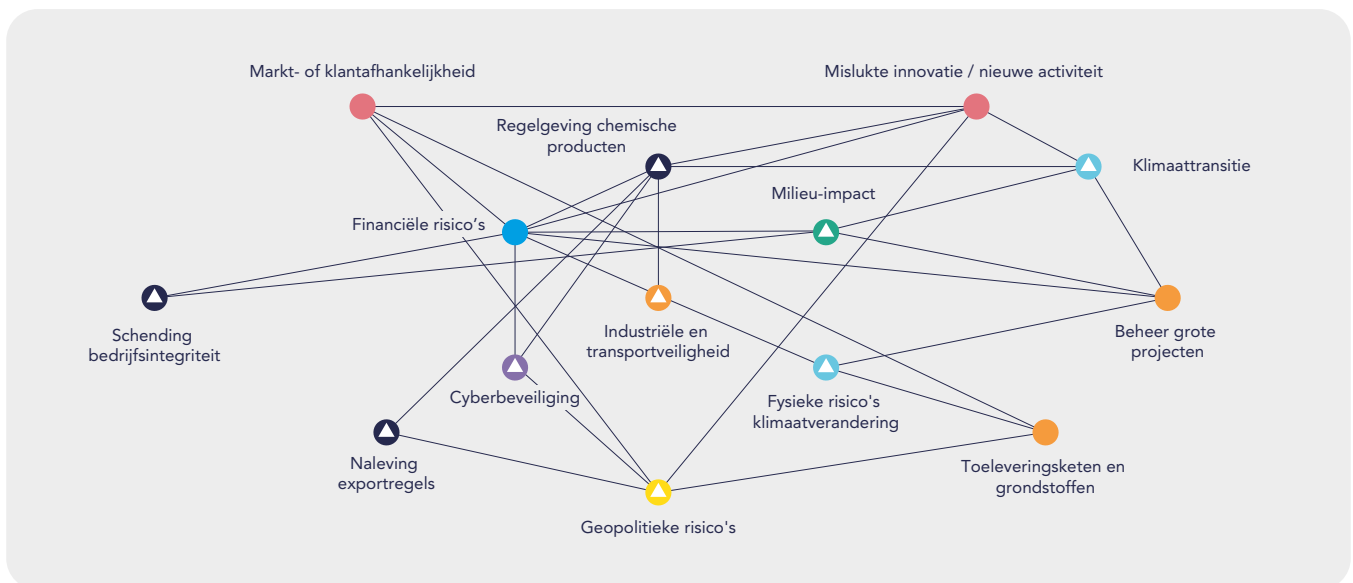 Markt- of klantafhankelijkheid
Mislukte innovatie / nieuwe activiteit
Regelgeving chemische
producten
Klimaattransitie
Milieu-impact
Financiële risico’s
Schending
bedrijfsintegriteit
Industriële en
transportveiligheid
Beheer grote
projecten
Cyberbeveiliging
Fysieke risico's
klimaatverandering
Naleving
exportregels
Toeleveringsketen en
grondstoffen
Geopolitieke risico's